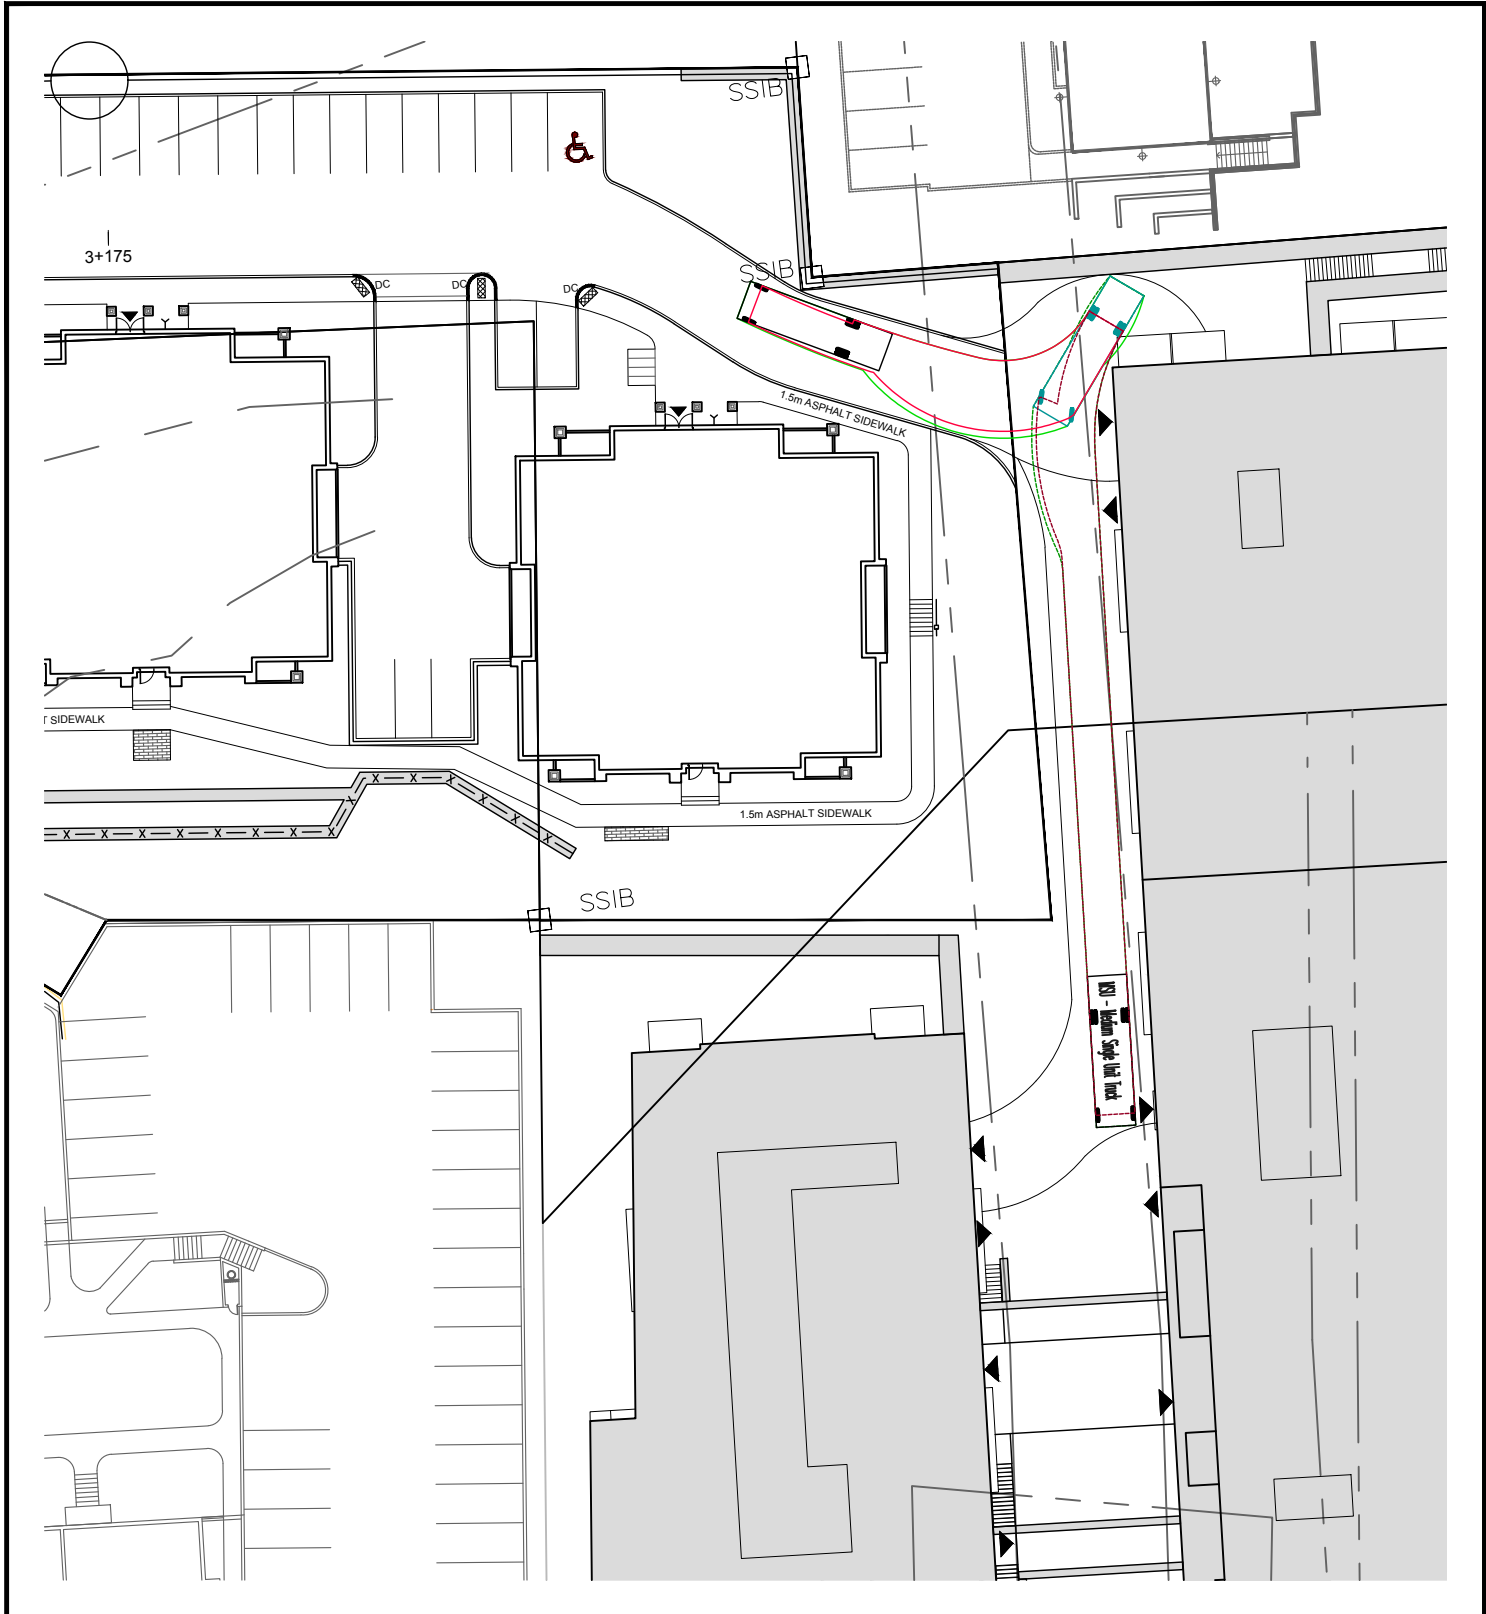 SSIB
3+175
SSIB
DC
DC
DC
1.5m ASPHALT SIDEWALK
T SIDEWALK
1.5m ASPHALT SIDEWALK
SSIB
MSU - Medium Single Unit Truck